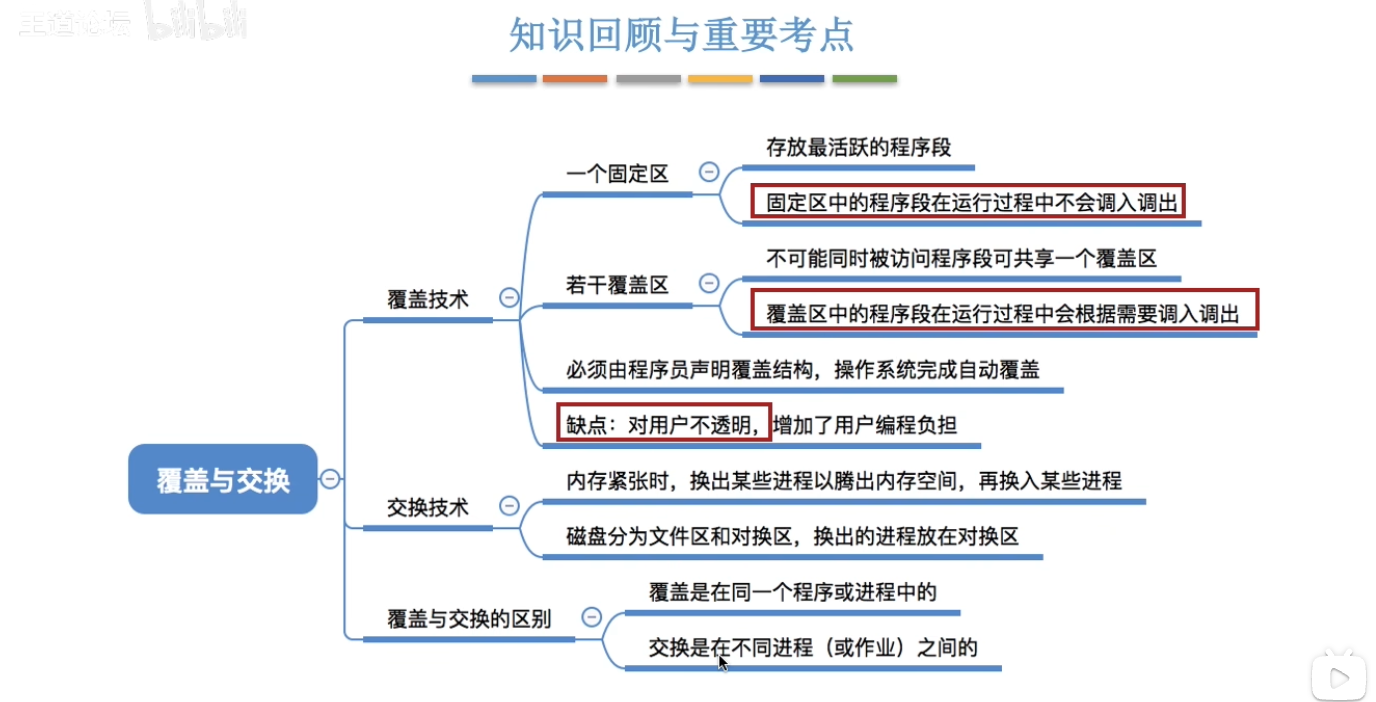 王道论坛 bilibili
知识回顾与重要考点
存放最活跃的程序段
一个固定区
固定区中的程序段在运行过程中不会调入调出
不可能同时被访问程序段可共享一个覆盖区
若干覆盖区
覆盖技术
覆盖区中的程序段在运行过程中会根据需要调入调出
必须由程序员声明覆盖结构，操作系统完成自动覆盖
缺点：对用户不透明，增加了用户编程负担
覆盖与交换
内存紧张时，换出某些进程以腾出内存空间，再换入某些进程
交换技术
磁盘分为文件区和对换区，换出的进程放在对换区
覆盖是在同一个程序或进程中的
覆盖与交换的区别
交换是在不同进程（或作业）之间的